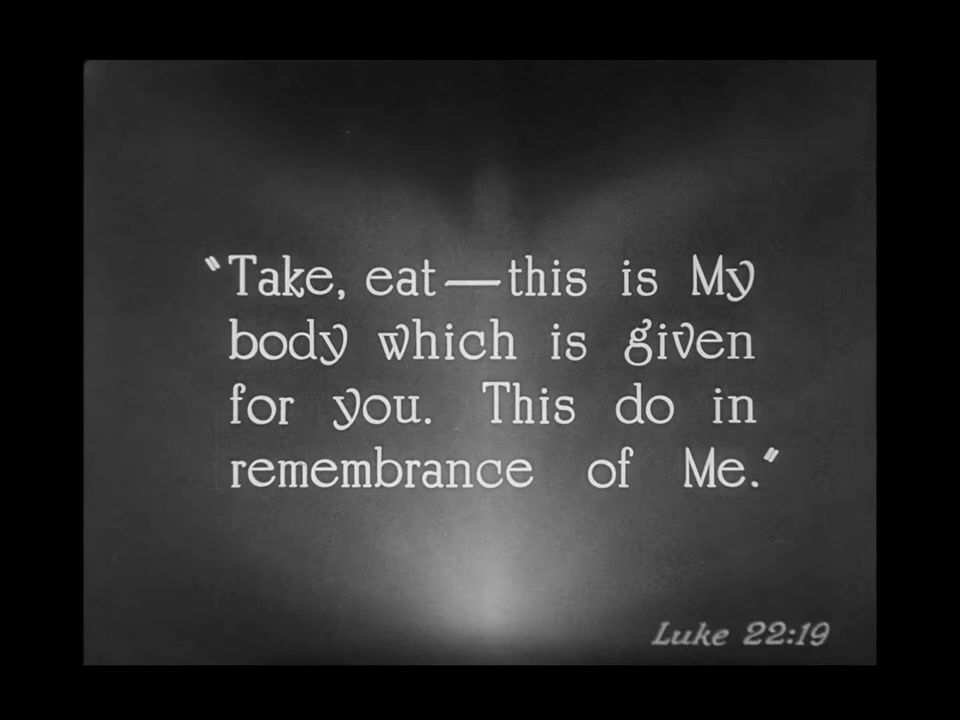 "Take, eat—this is My
body which is given
for you. This do in
remembrance of Me."
Luke 22:19